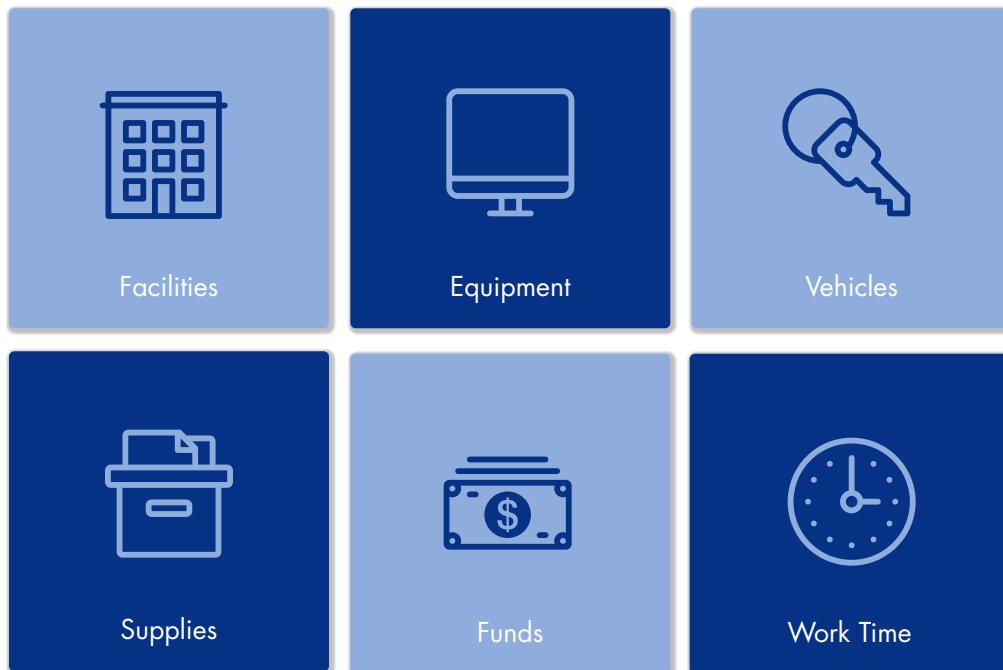 Facilities
Equipment
Vehicles
Supplies
$
Funds
Work Time